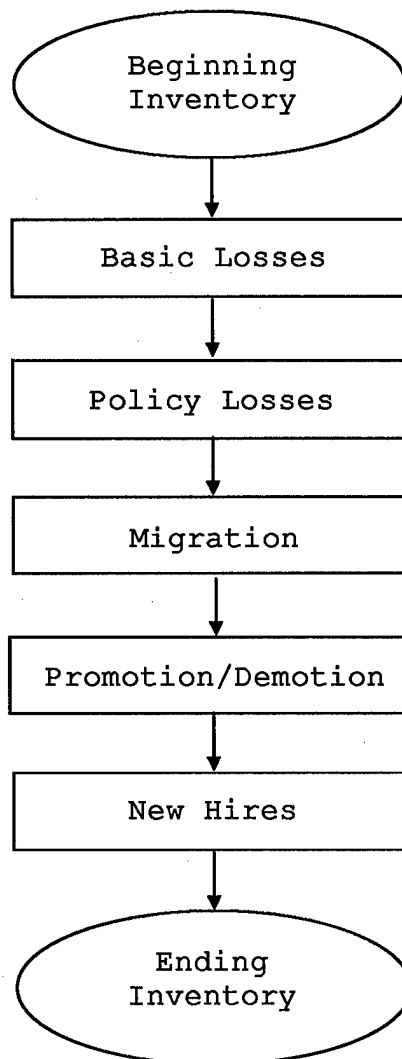 Beginning
Inventory
Basic Losses
Policy Losses
Migration
Promotion/Demotion
New Hires
Ending
Inventory